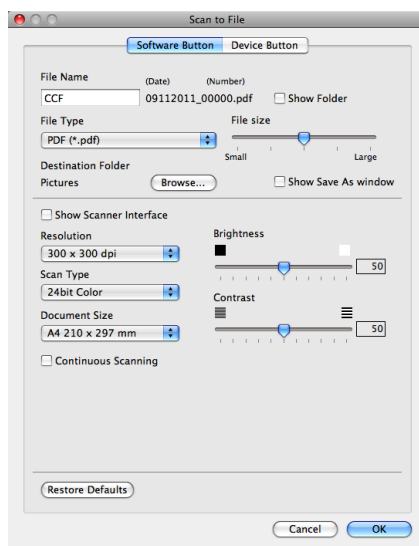 Scan to File
Software Button Device Button
File Name (Date) (Number)
CCF 09112011_00000.pdf Show Folder
File Type File size
PDF (*.pdf)
Small Large
Destination Folder
Pictures Browse... Show Save As window
Show Scanner Interface
Resolution Brightness
300 x 300 dpi 50
Scan Type
24bit Color Contrast
Document Size
A4 210 x 297 mm 50
Continuous Scanning
Restore Defaults
Cancel OK